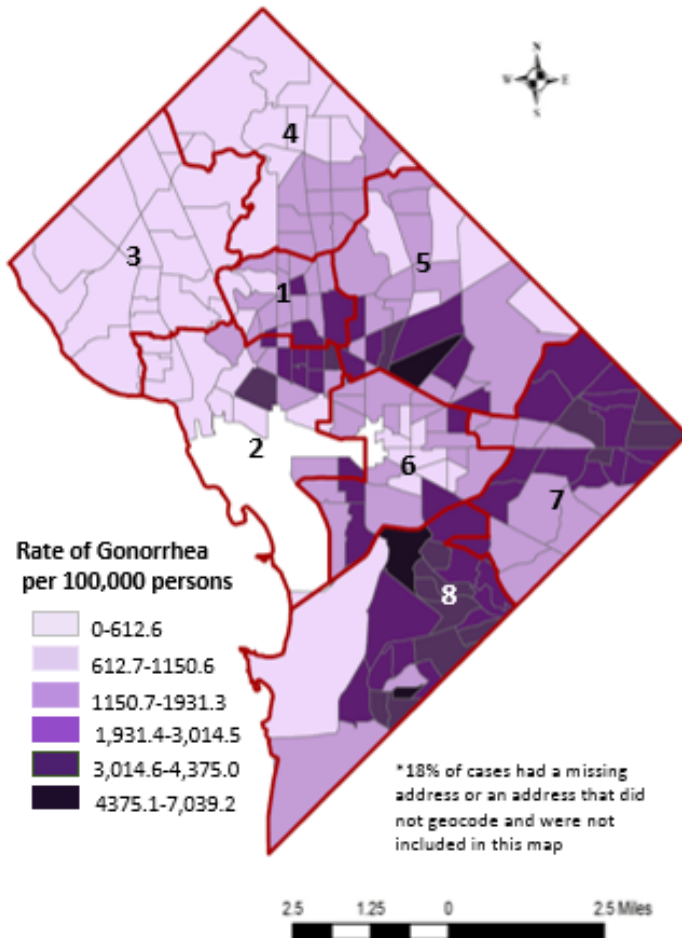 N
W E
S
4
3
5
1
2
6
7
8
Rate of Gonorrhea
per 100,000 persons
0-612.6
612.7-1150.6
1150.7-1931.3
1,931.4-3,014.5
3,014.6-4,375.0
4375.1-7,039.2
*18% of cases had a missing
address or an address that did
not geocode and were not
included in this map
2.5 1.25 0 2.5 Miles